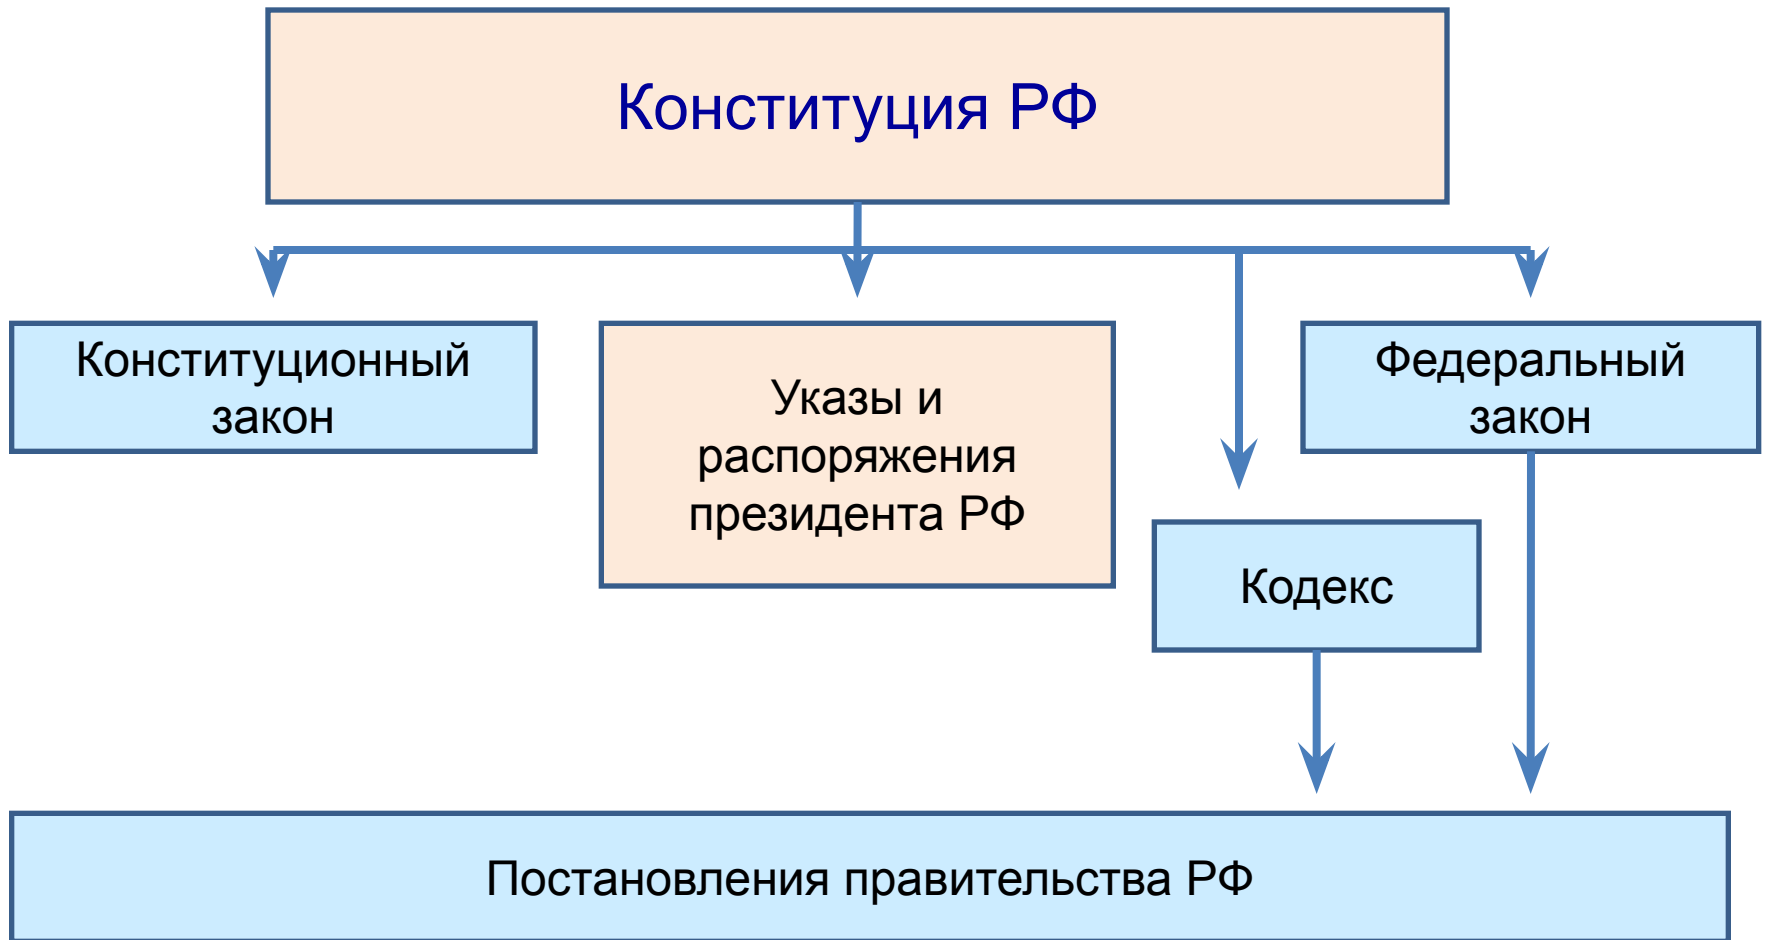 Конституция РФ
Конституционный
закон
Указы и
распоряжения
президента РФ
Федеральный
закон
Кодекс
Постановления правительства РФ